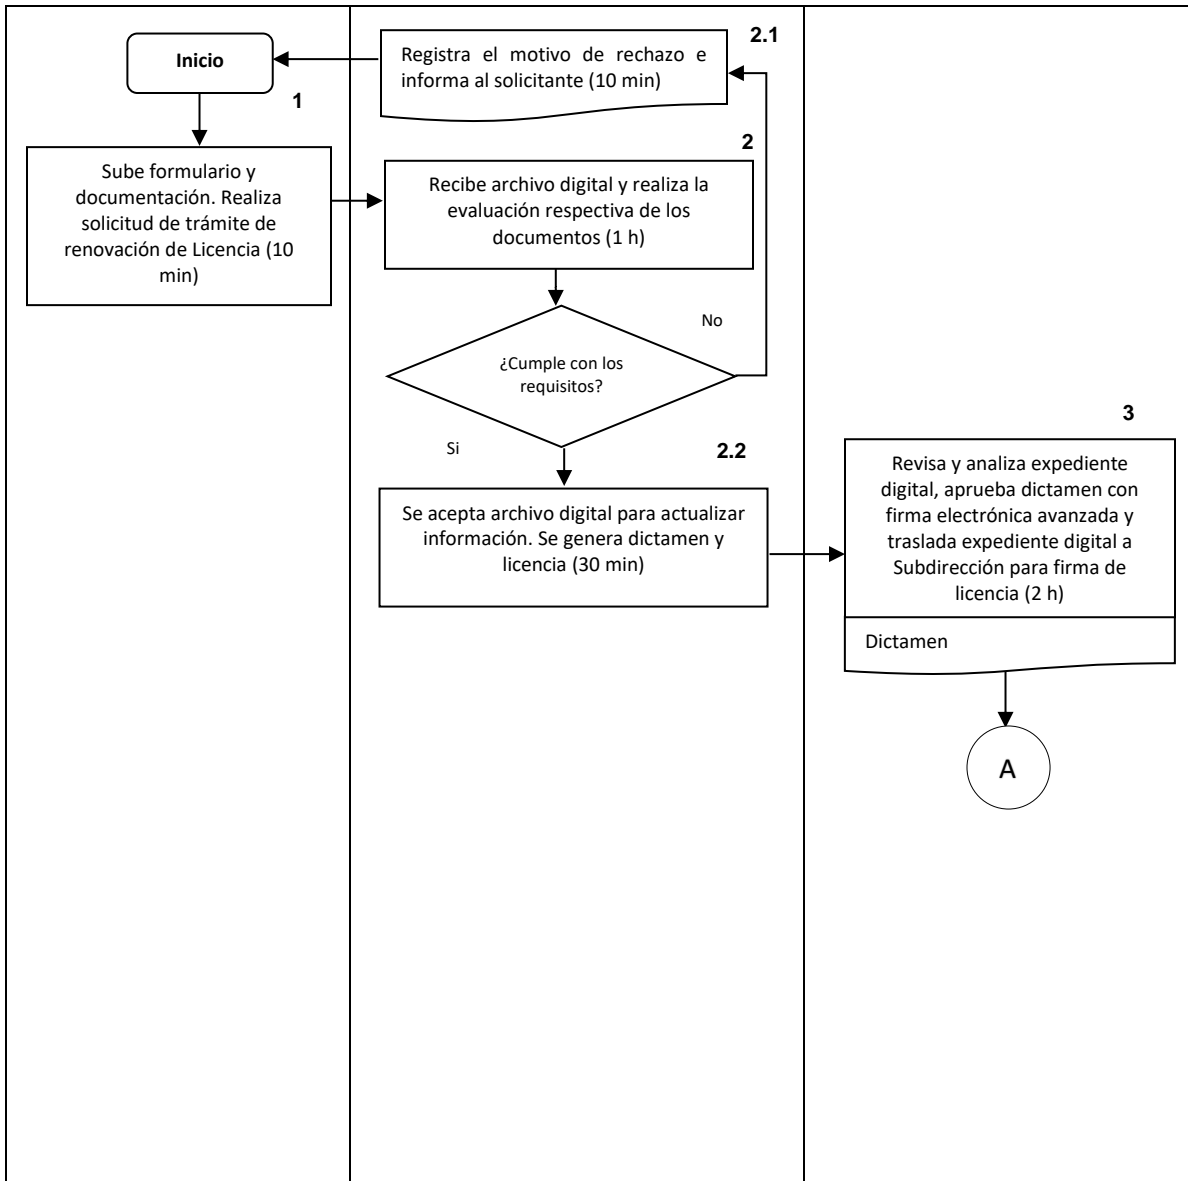 Inicio
1
Sube formulario y
documentación. Realiza
solicitud de trámite de
renovación de Licencia (10
min)
2.1
Registra el motivo de rechazo e
informa al solicitante (10 min)
2
Recibe archivo digital y realiza la
evaluación respectiva de los
documentos (1 h)
No
¿Cumple con los
requisitos?
Si
2.2
Se acepta archivo digital para actualizar
información. Se genera dictamen y
licencia (30 min)
3
Revisa y analiza expediente
digital, aprueba dictamen con
firma electrónica avanzada y
traslada expediente digital a
Subdirección para firma de
licencia (2 h)
Dictamen
A